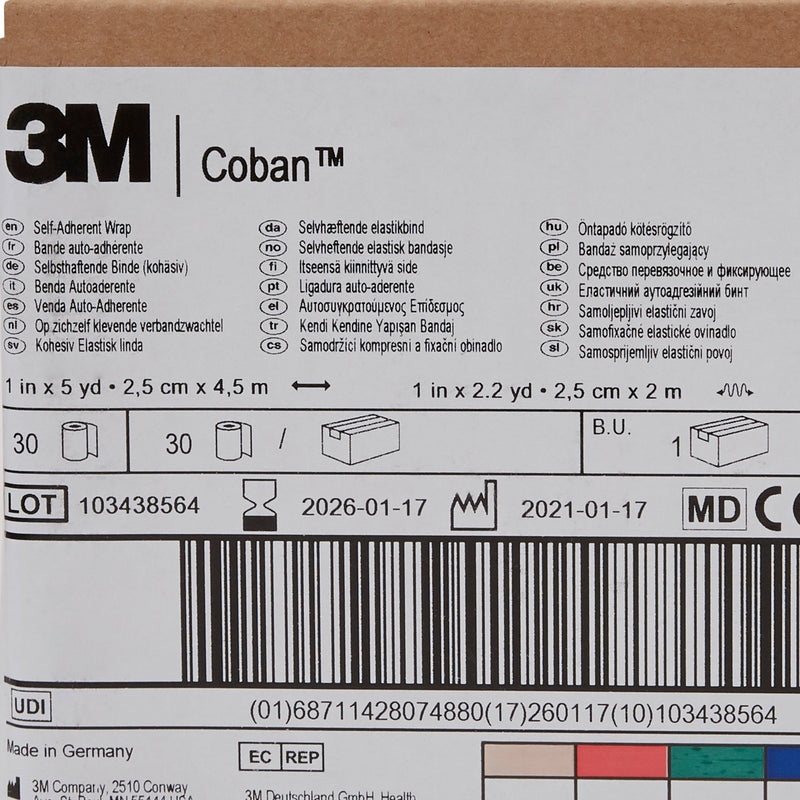 3M Coban™
en Self-Adherent Wrap
fr Bande auto-adhérente
de Selbsthaftende Binde (kohäsiv)
it Benda Autoaderente
es Venda Auto-Adherente
nl Op zichzelf klevende verbandzwachtel
sv Kohesiv Elastisk linda
da Selvhæftende elastikbind
no Selvheftende elastisk bandasje
fi Itseensä kiinnittyvä side
pt Ligadura auto-aderente
el Αυτοσυγκρατούμενος Επίδεσμος
tr Kendi Kendine Yapışan Bandaj
cs Samodržící kompresní a fixační obinadlo
hu Öntapadó kötésrögzítő
pl Bandaż samoprzylegający
be Средство перевязочное и фиксирующее
uk Еластичний аутоадгезійний бинт
hr Samoljepljivi elastični zavoj
sk Samofixačné elastické ovínadlo
sl Samosprijemljiv elastični povoj
1 in x 5 yd • 2,5 cm x 4,5 m
1 in x 2.2 yd • 2,5 cm x 2 m
30
30 /
B.U. 1
LOT 103438564 2026-01-17 2021-01-17 MD C
UDI (01)68711428074880(17)260117(10)103438564
Made in Germany
EC REP
3M Company, 2510 Conway
Ave., St. Paul, MN 55144 USA
3M Deutschland GmbH, Health